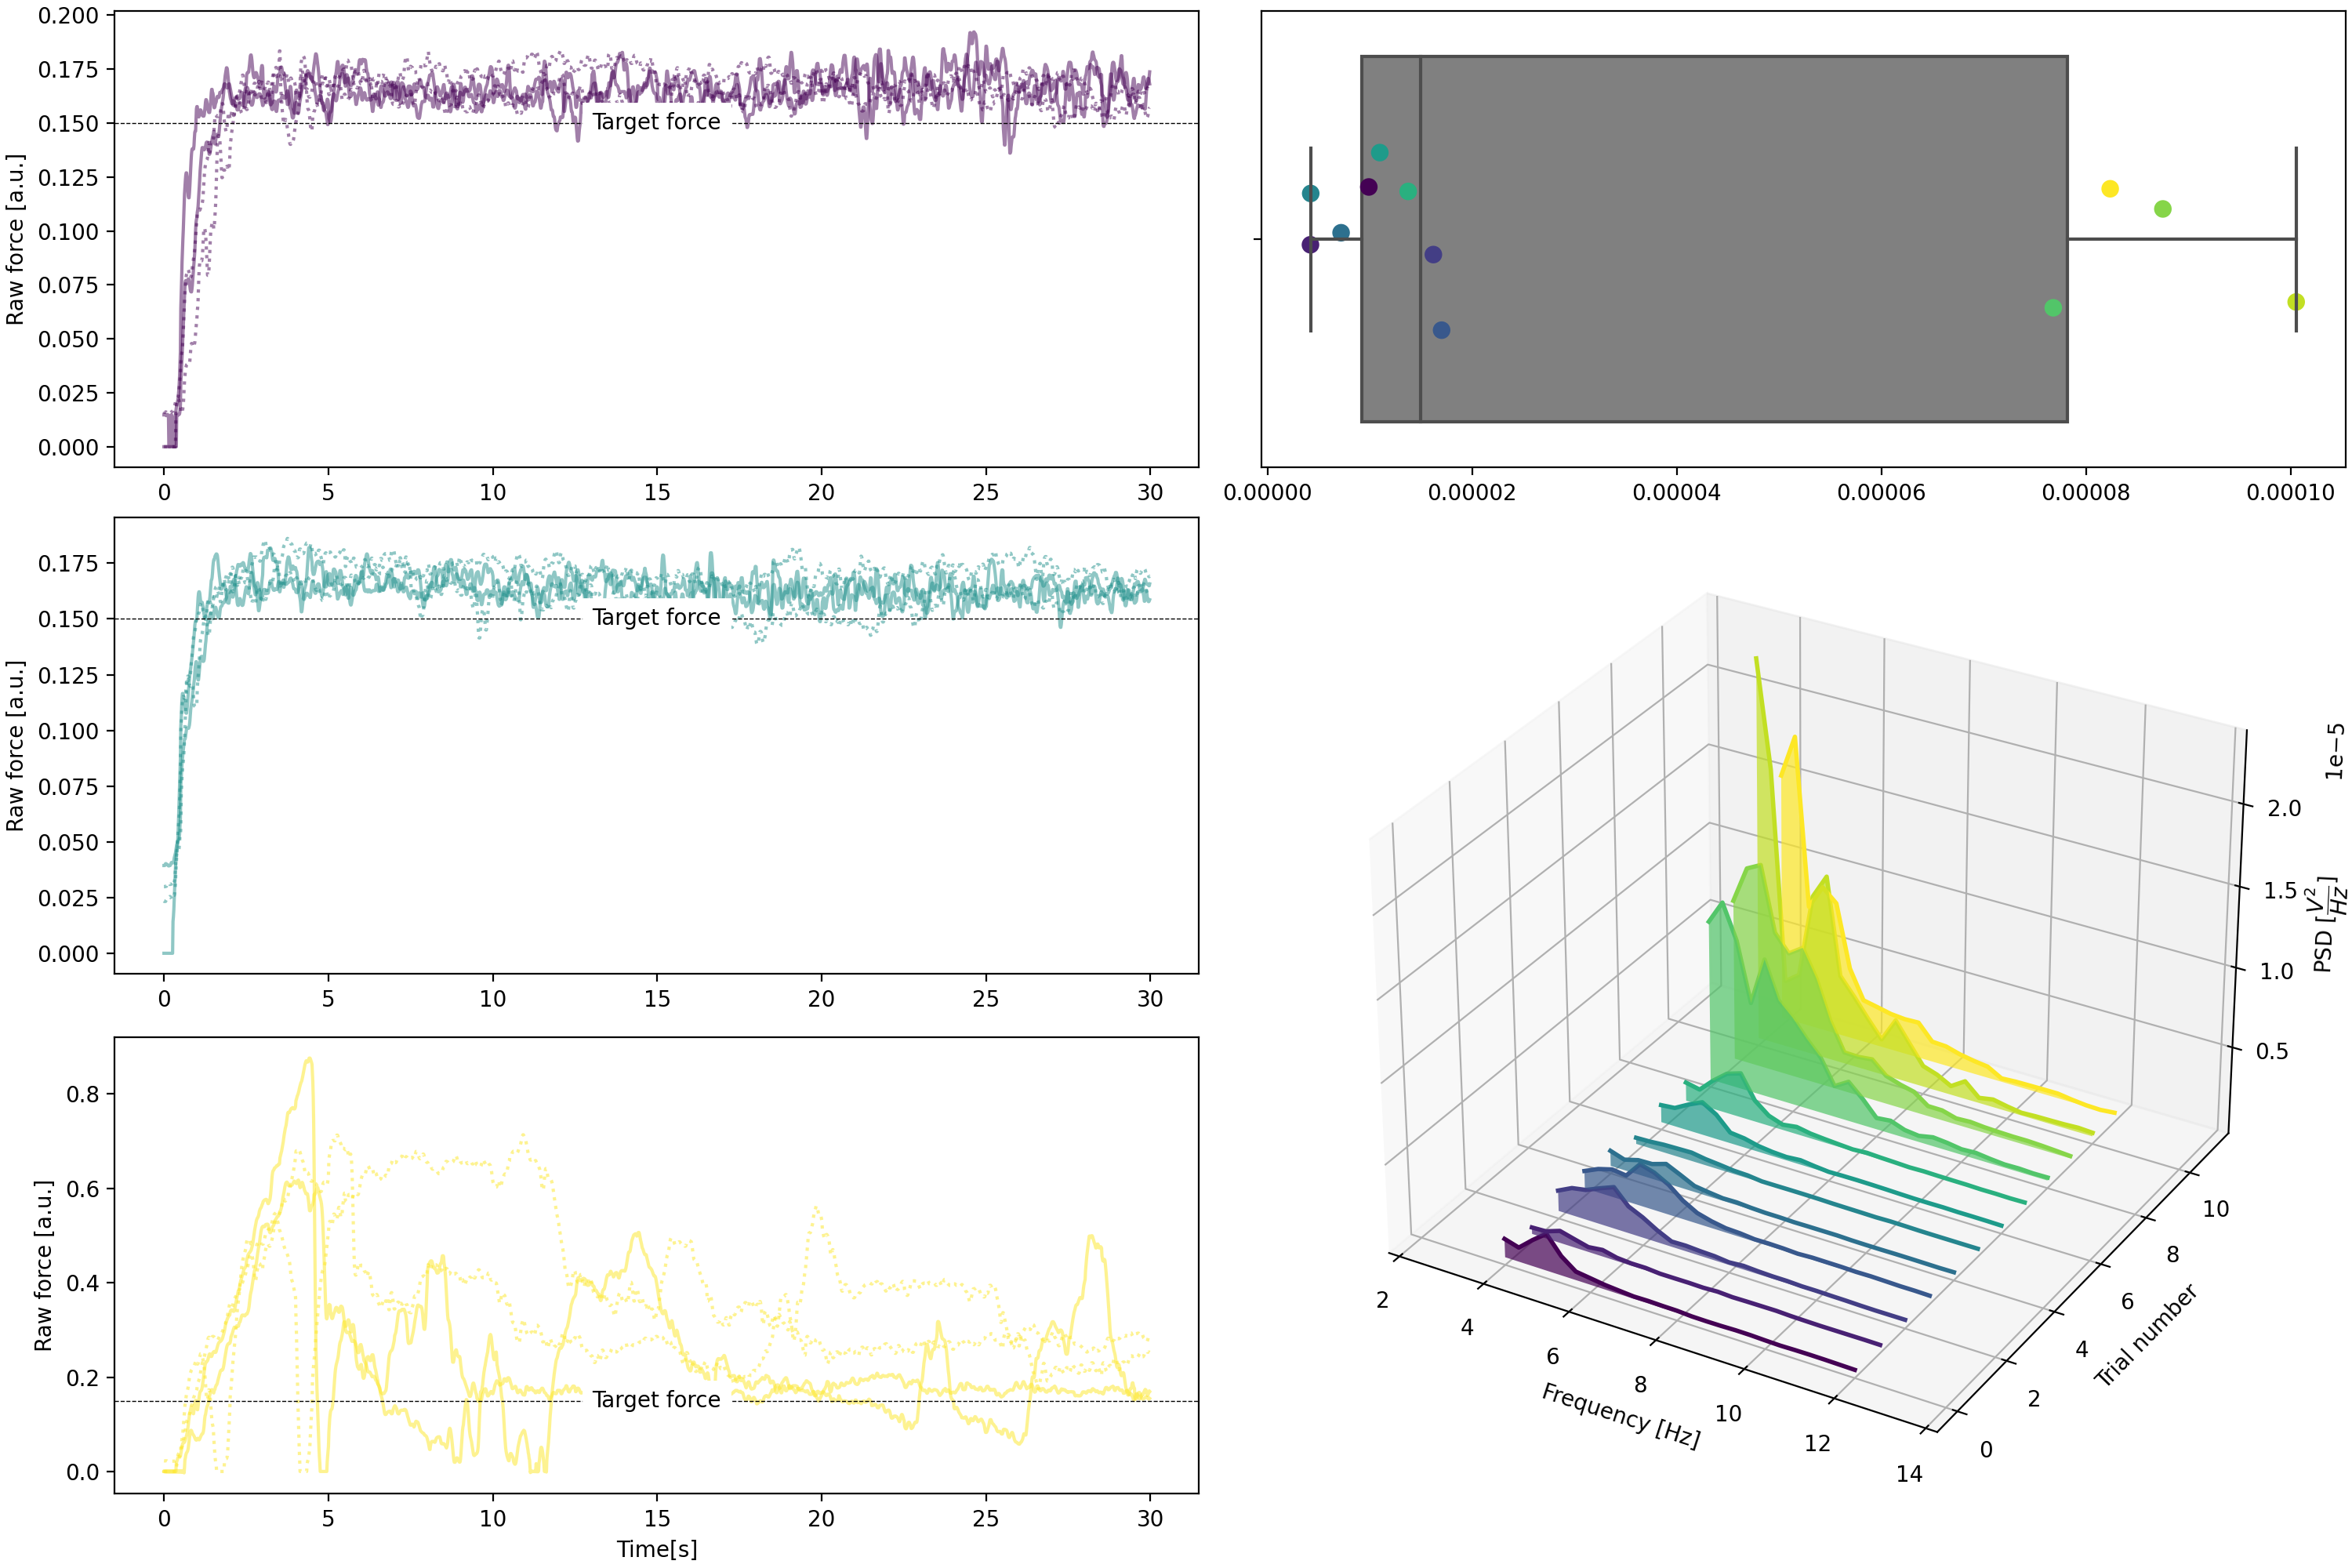 0.200
0.175
0.150
0.125
0.100
0.075
0.050
0.025
0.000
Raw force [a.u.]
Target force
0 5 10 15 20 25 30
0.00000 0.00002 0.00004 0.00006 0.00008 0.00010
0.175
0.150
0.125
0.100
0.075
0.050
0.025
0.000
Raw force [a.u.]
Target force
0 5 10 15 20 25 30
0.8
0.6
0.4
0.2
0.0
Raw force [a.u.]
Target force
0 5 10 15 20 25 30
Time[s]
1e−5
2.0
1.5
1.0
0.5
PSD [V²/Hz]
10
8
6
4
2
0
Trial number
2
4
6
8
10
12
14
Frequency [Hz]